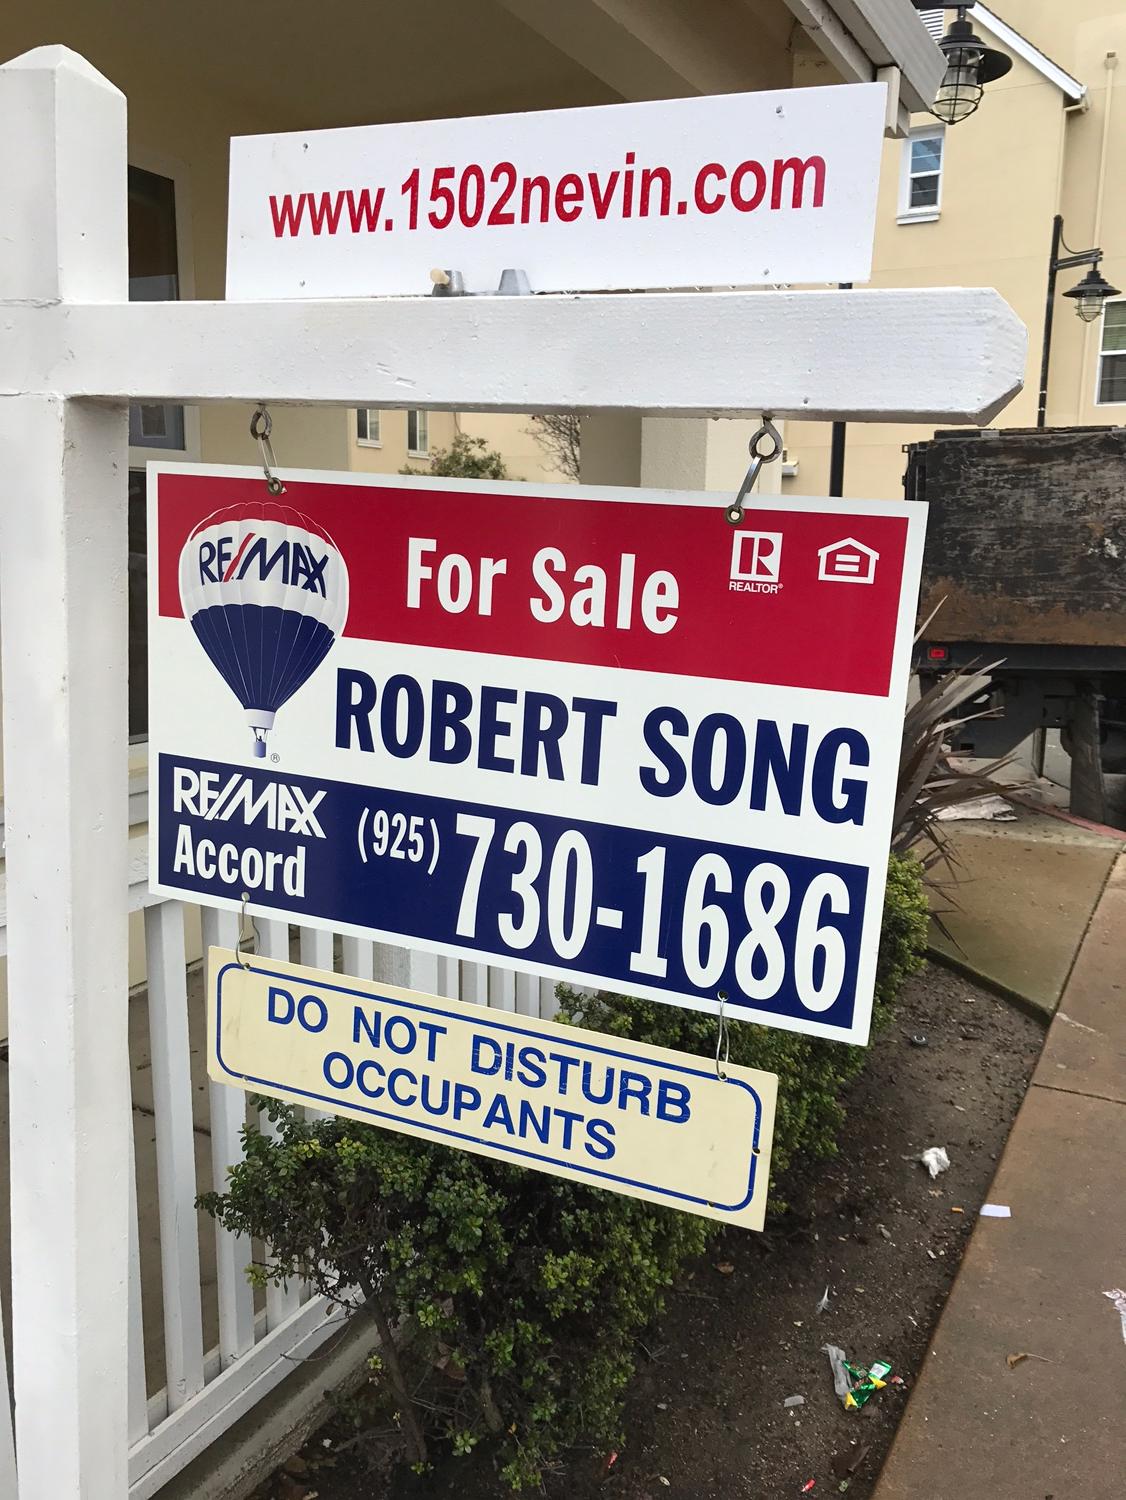 www.1502nevin.com
RE/MAX
For Sale
REALTOR®
ROBERT SONG
®
RE/MAX
Accord
(925) 730-1686
DO NOT DISTURB
OCCUPANTS